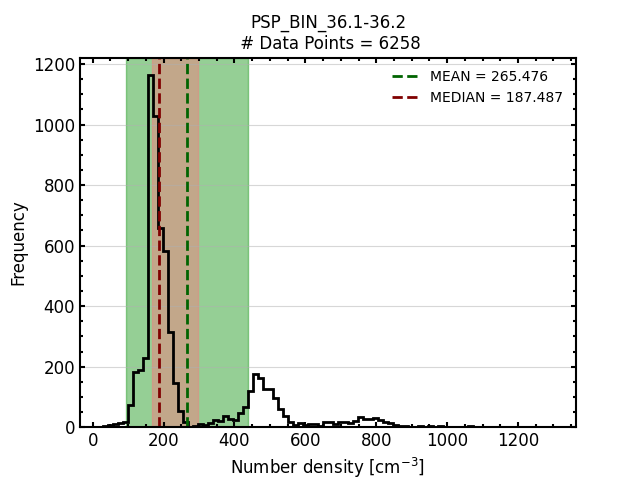 PSP_BIN_36.1-36.2
# Data Points = 6258
MEAN = 265.476
MEDIAN = 187.487
1200
1000
800
600
400
200
0
Frequency
0 200 400 600 800 1000 1200
Number density [cm⁻³]